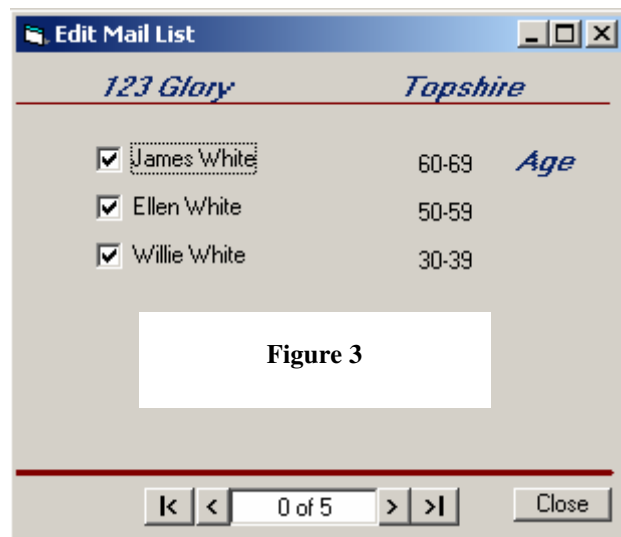 Edit Mail List
123 Glory Topshire
James White 60-69 Age
Ellen White 50-59
Willie White 30-39
Figure 3
|< < 0 of 5 > >| Close